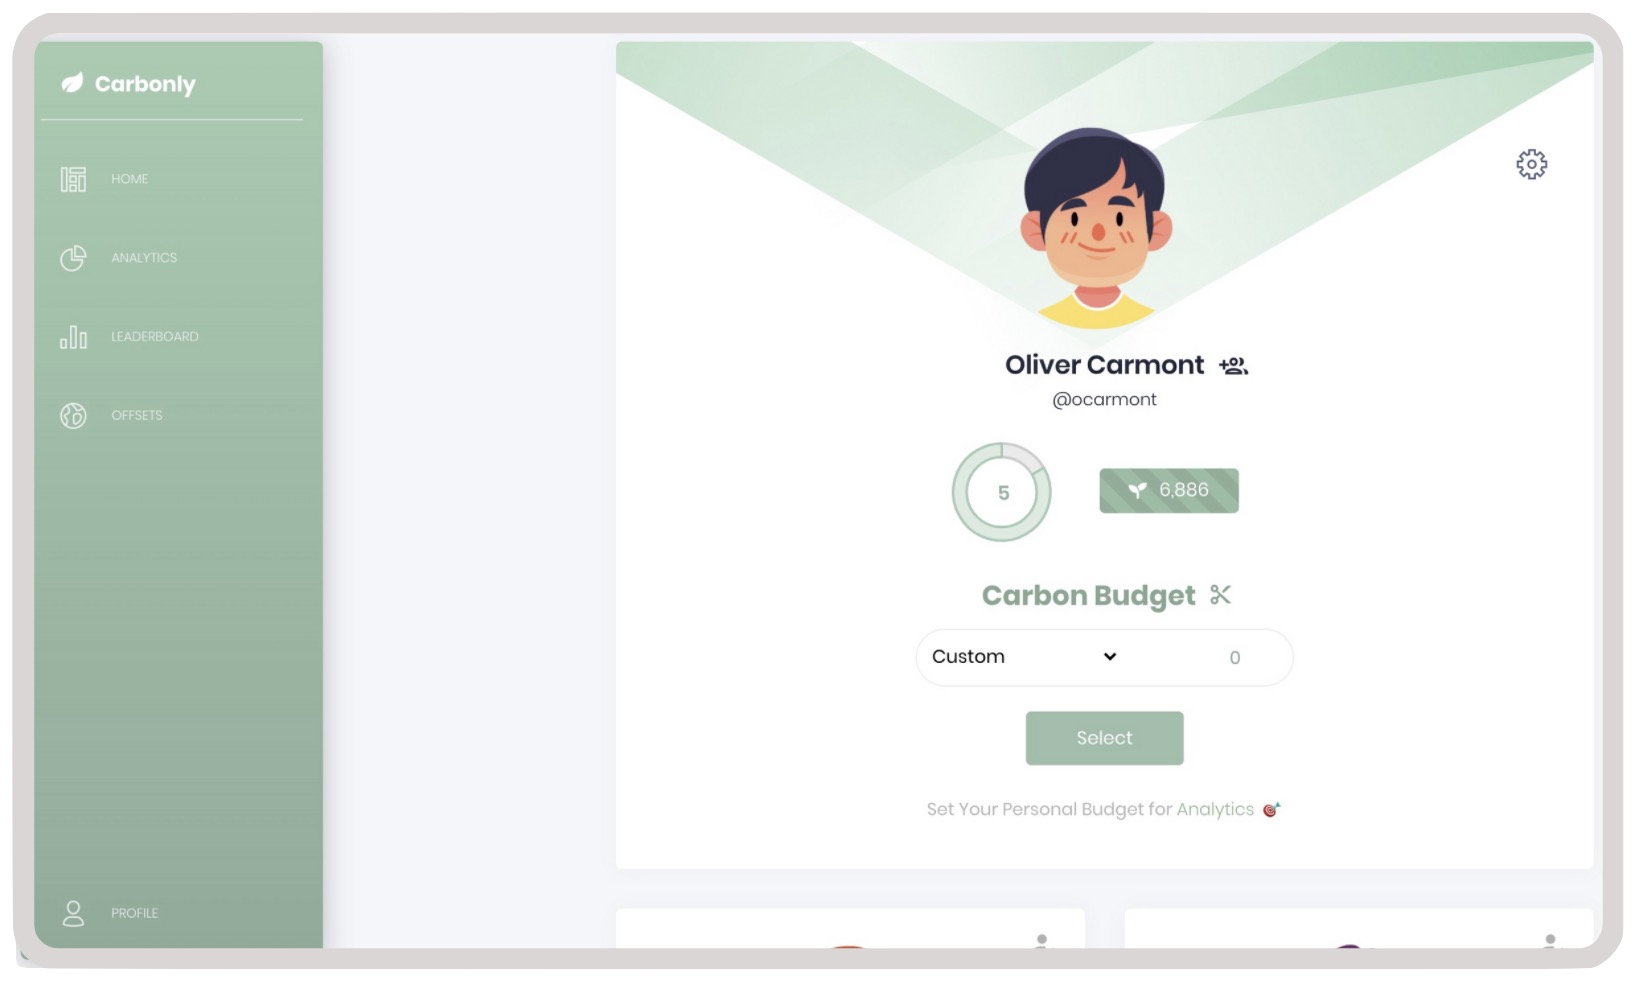 Carbonly
HOME
ANALYTICS
LEADERBOARD
OFFSETS
PROFILE
Oliver Carmont
@ocarmont
5
6,886
Carbon Budget
Custom 0
Select
Set Your Personal Budget for Analytics